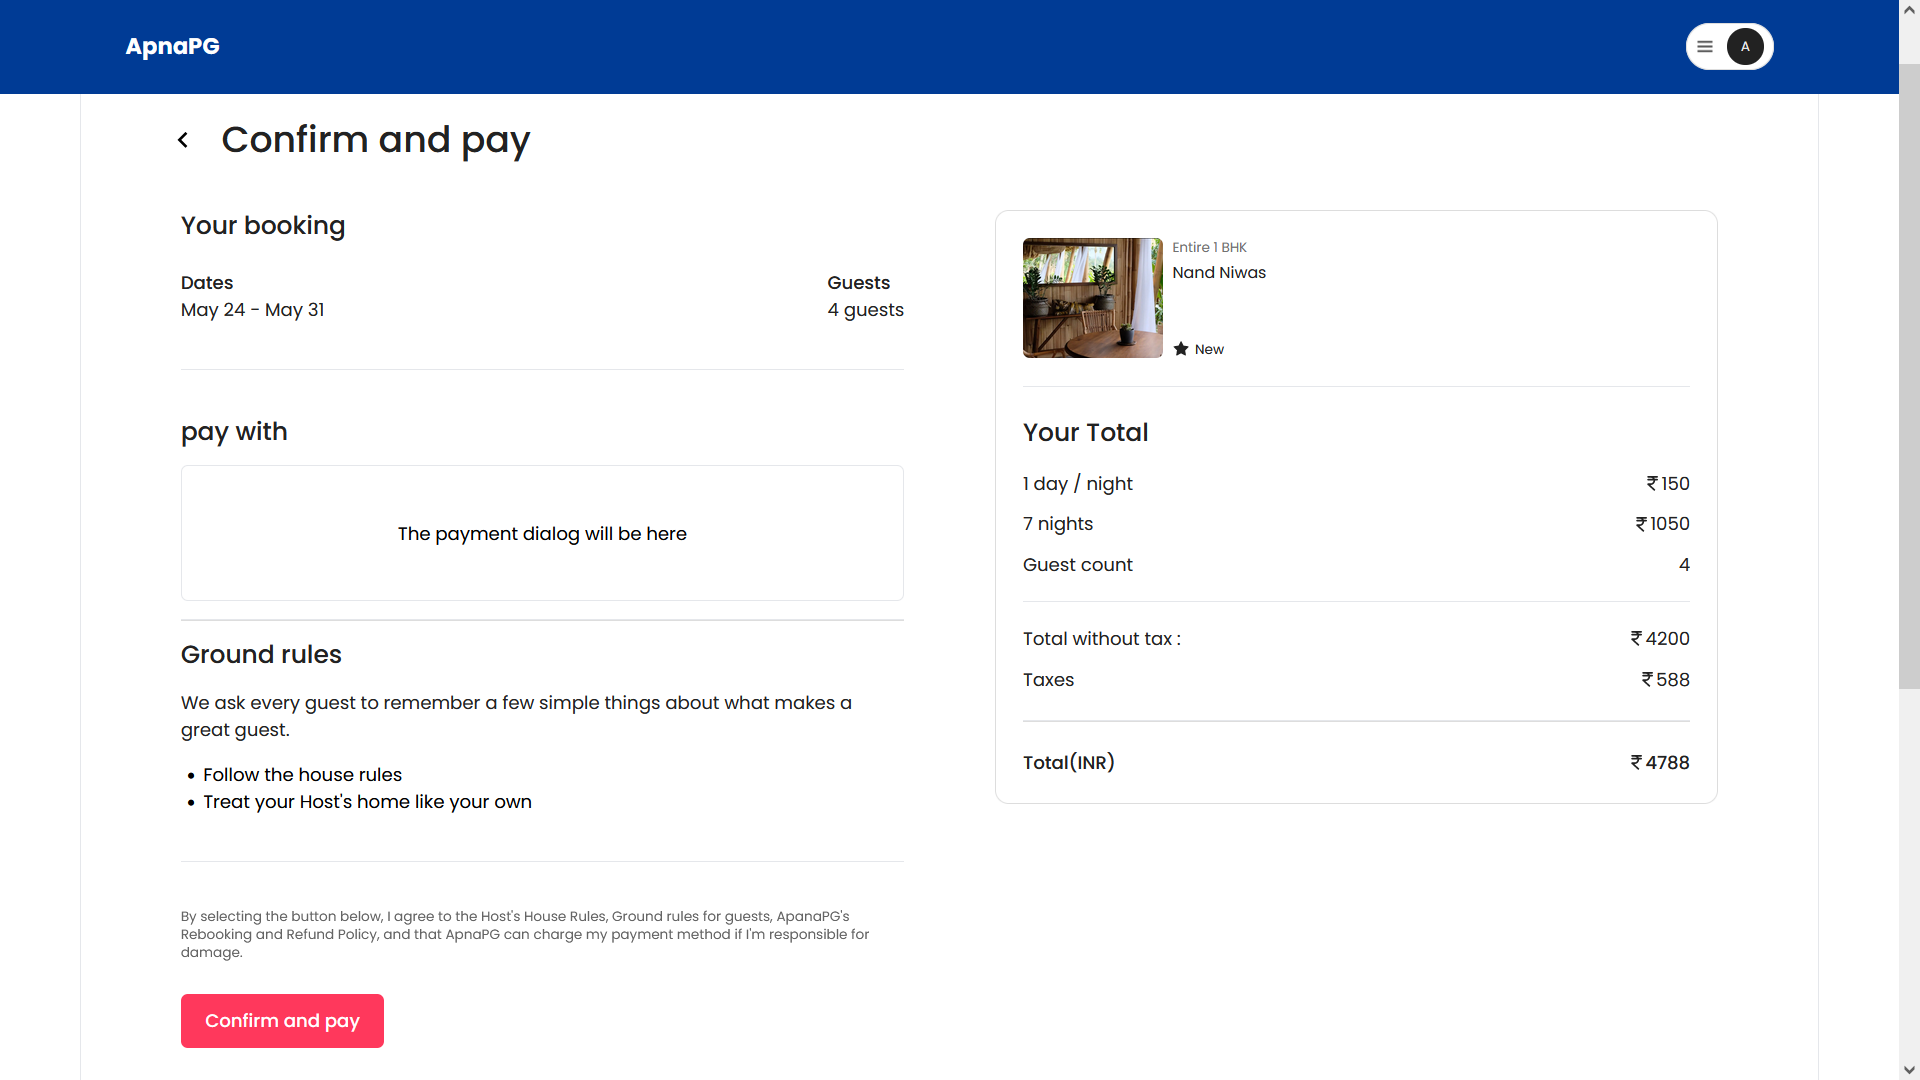 ApnaPG
A
Confirm and pay
Your booking
Dates
May 24 - May 31
Guests
4 guests
pay with
The payment dialog will be here
Ground rules
We ask every guest to remember a few simple things about what makes a
great guest.
• Follow the house rules
• Treat your Host's home like your own
By selecting the button below, I agree to the Host's House Rules, Ground rules for guests, ApanaPG's
Rebooking and Refund Policy, and that ApnaPG can charge my payment method if I'm responsible for
damage.
Confirm and pay
Entire 1 BHK
Nand Niwas
★ New
Your Total
1 day / night ₹150
7 nights ₹1050
Guest count 4
Total without tax : ₹4200
Taxes ₹588
Total(INR) ₹4788